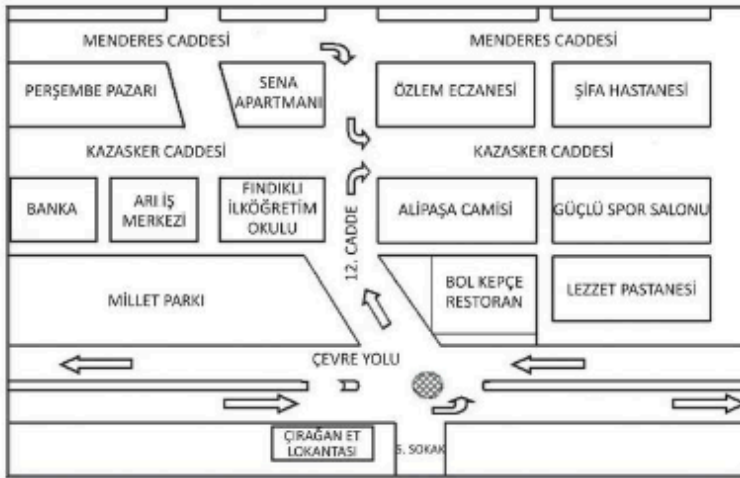 MENDERES CADDESİ
MENDERES CADDESİ
PERŞEMBE PAZARI
SENA
APARTMANI
ÖZLEM ECZANESİ
ŞİFA HASTANESİ
KAZASKER CADDESİ
KAZASKER CADDESİ
BANKA
ARI İŞ
MERKEZİ
FINDIKLI
İLKÖĞRETİM
OKULU
12. CADDE
ALİPAŞA CAMİSİ
GÜÇLÜ SPOR SALONU
MİLLET PARKI
BOL KEPÇE
RESTORAN
LEZZET PASTANESİ
ÇEVRE YOLU
ÇIRAĞAN ET
LOKANTASI
5. SOKAK